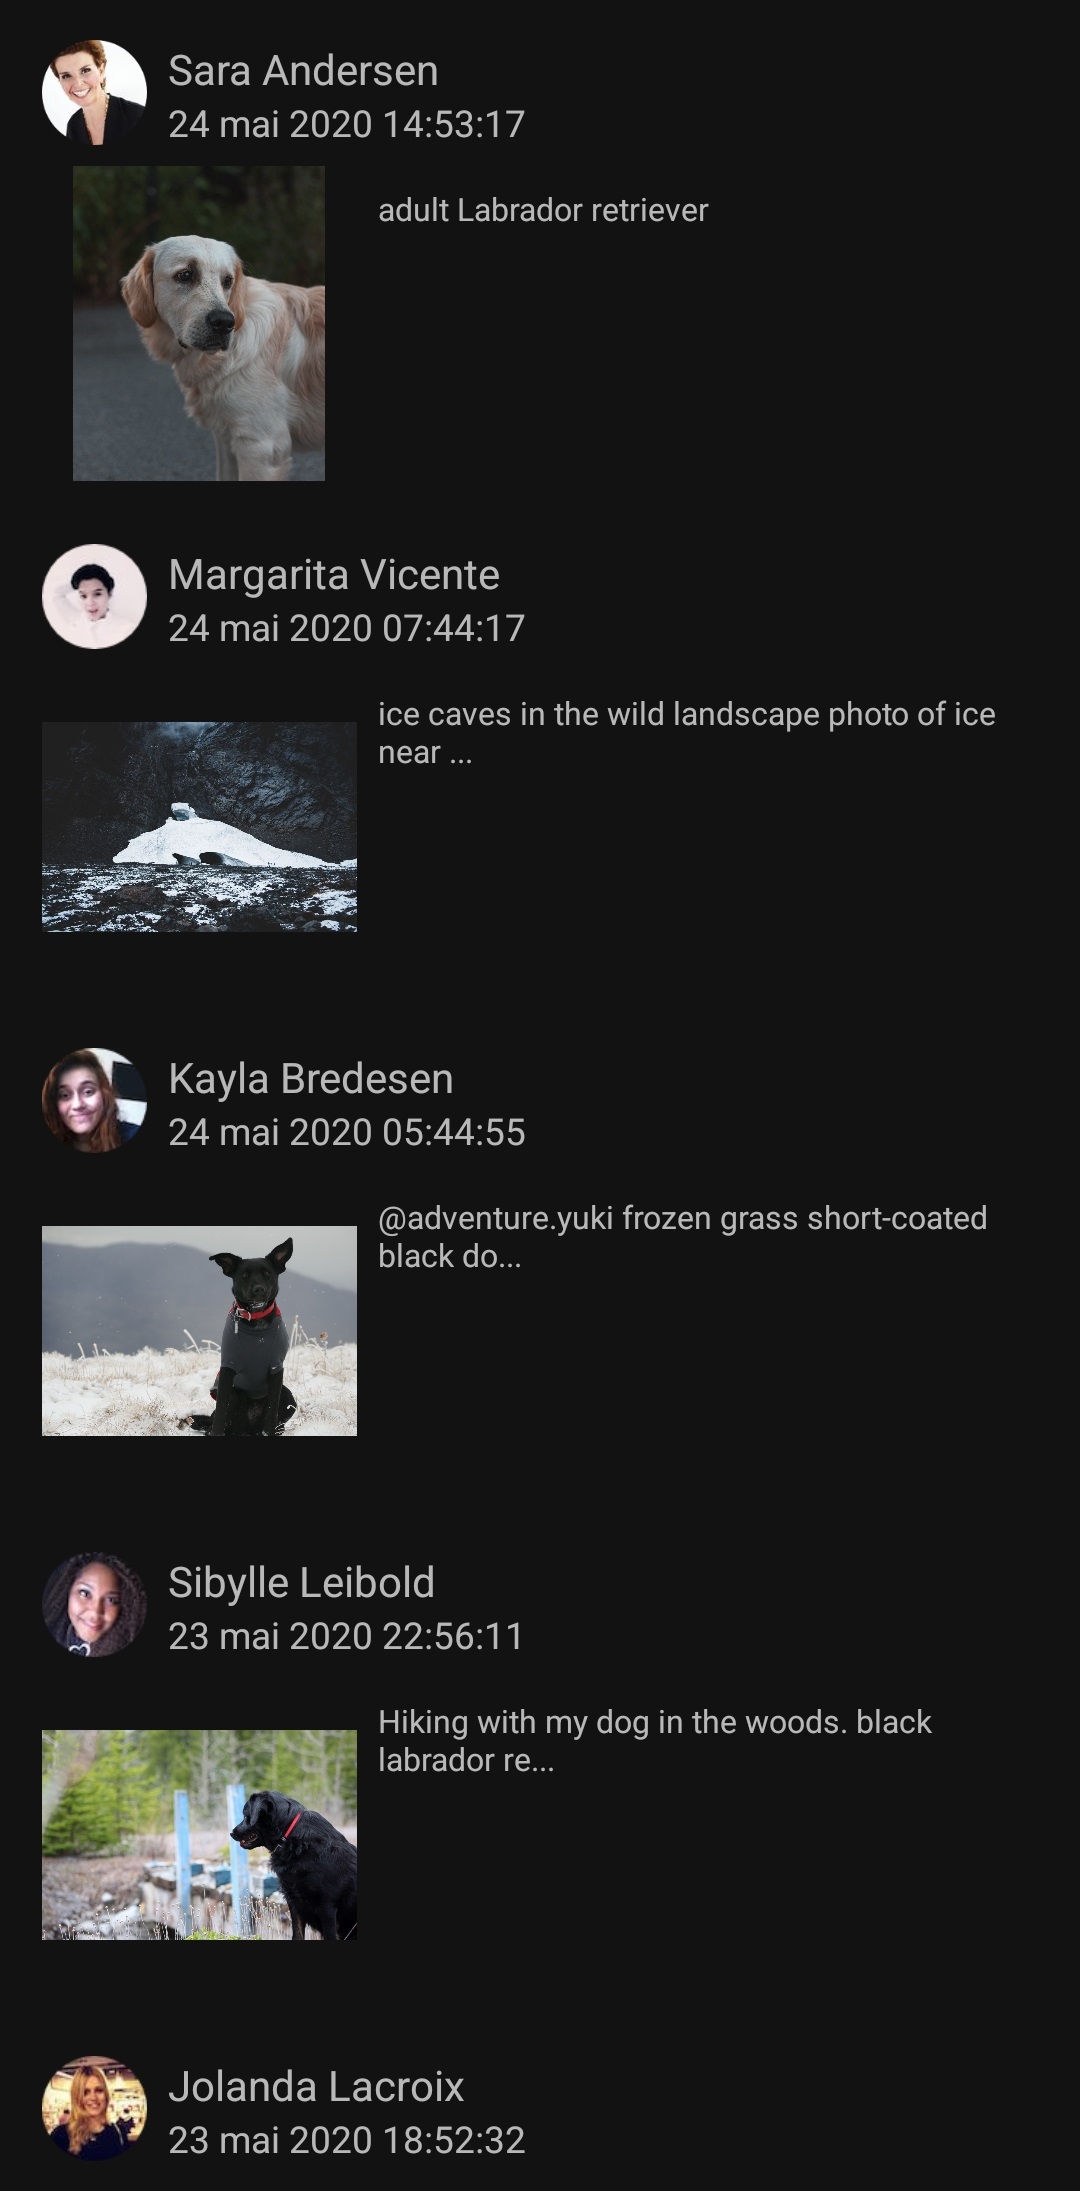 Sara Andersen
24 mai 2020 14:53:17
adult Labrador retriever
Margarita Vicente
24 mai 2020 07:44:17
ice caves in the wild landscape photo of ice
near ...
Kayla Bredesen
24 mai 2020 05:44:55
@adventure.yuki frozen grass short-coated
black do...
Sibylle Leibold
23 mai 2020 22:56:11
Hiking with my dog in the woods. black
labrador re...
Jolanda Lacroix
23 mai 2020 18:52:32